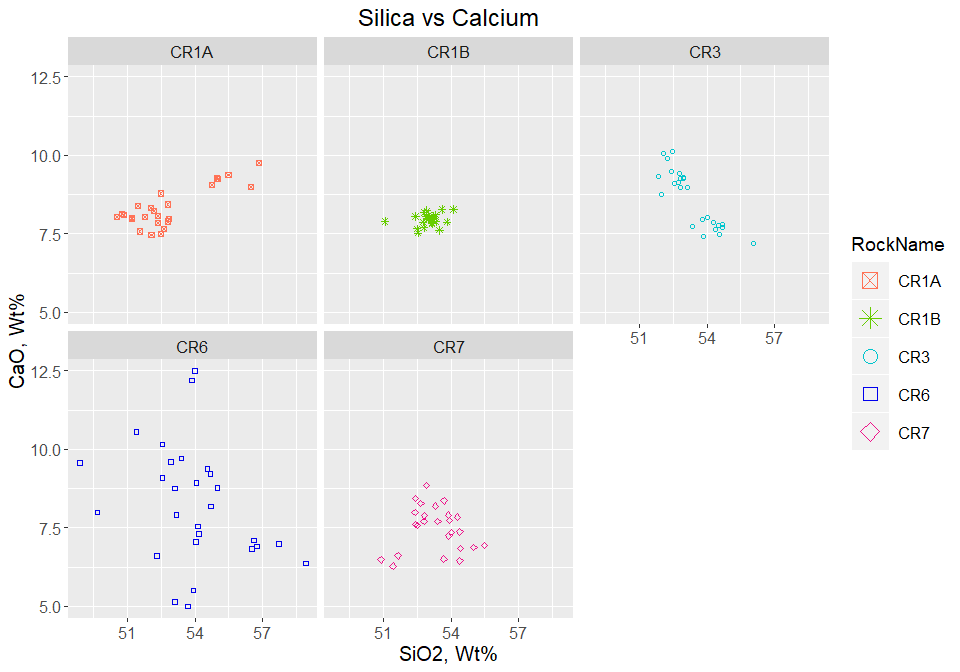 Silica vs Calcium
CR1A
CR1B
CR3
12.5
10.0
7.5
5.0
51
54
57
CR6
CR7
12.5
10.0
7.5
5.0
51
54
57
51
54
57
CaO, Wt%
SiO2, Wt%
RockName
CR1A
CR1B
CR3
CR6
CR7